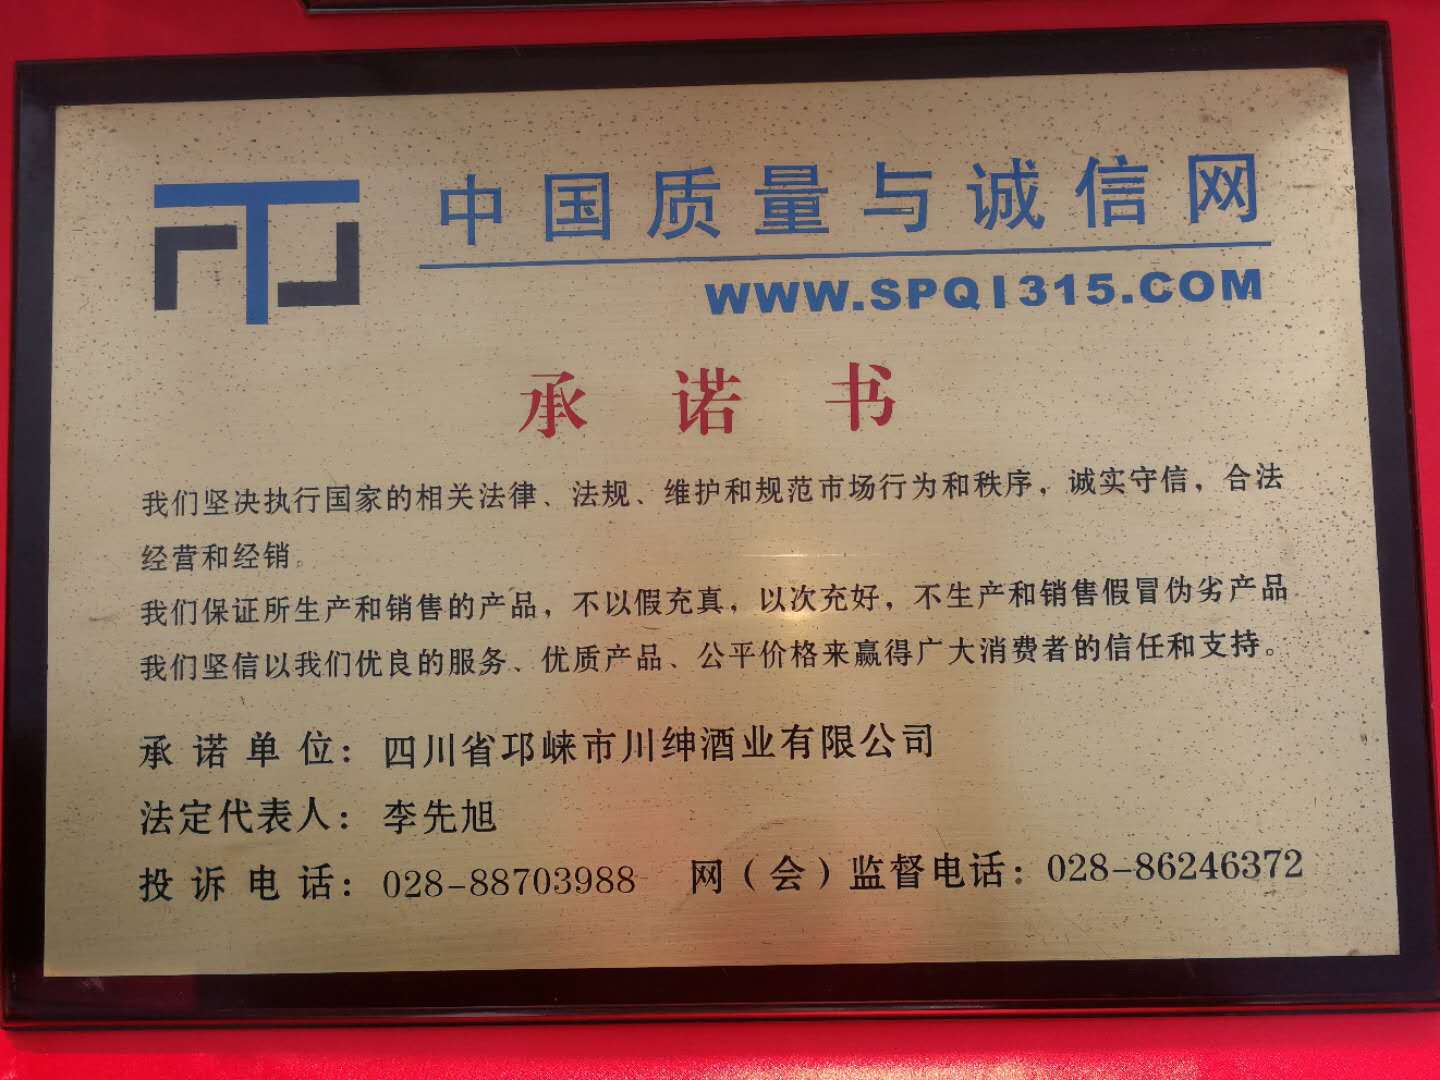 中国质量与诚信网
WWW.SPQI315.COM
承诺书
我们坚决执行国家的相关法律、法规、维护和规范市场行为和秩序，诚实守信，合法
经营和经销。
我们保证所生产和销售的产品，不以假充真，以次充好，不生产和销售假冒伪劣产品
我们坚信以我们优良的服务、优质产品、公平价格来赢得广大消费者的信任和支持。
承诺单位：四川省邛崃市川绅酒业有限公司
法定代表人：李先旭
投诉电话：028-88703988 网（会）监督电话：028-86246372